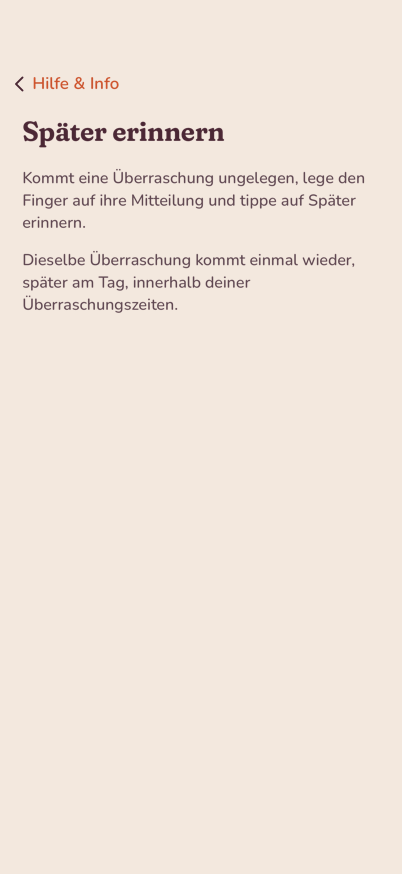 Hilfe & Info
Später erinnern
Kommt eine Überraschung ungelegen, lege den
Finger auf ihre Mitteilung und tippe auf Später
erinnern.
Dieselbe Überraschung kommt einmal wieder,
später am Tag, innerhalb deiner
Überraschungszeiten.